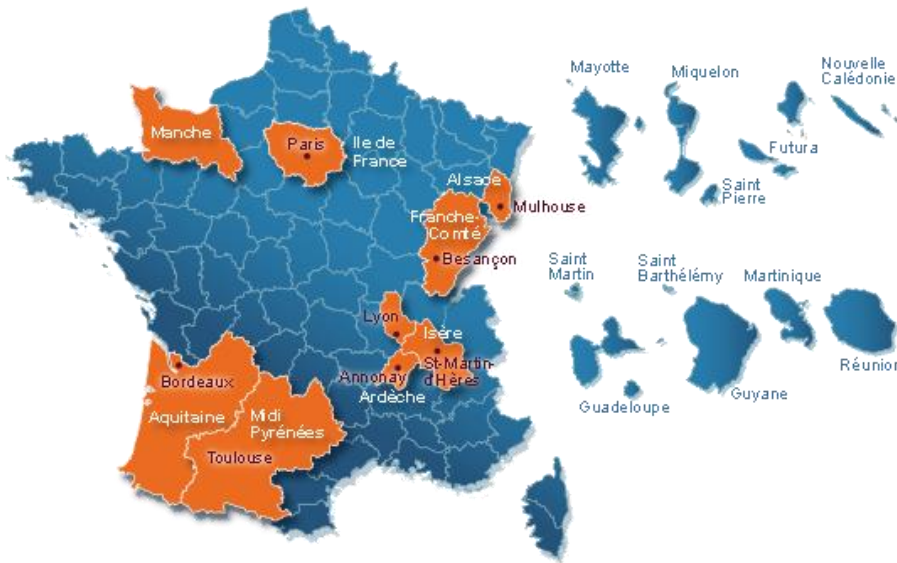 Manche
Paris
Ile de
France
Alsade
Mulhouse
Franche-
Comté
Besançon
Lyon
Isère
St-Martin-
d'Hères
Annonay
Ardèche
Bordeaux
Aquitaine
Midi
Pyrénées
Toulouse
Mayotte
Miquelon
Nouvelle
Calédonie
Futura
Saint
Pierre
Saint
Martin
Saint
Barthélémy
Martinique
Réunion
Guyane
Guadeloupe